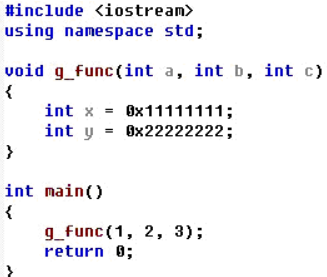 #include <iostream>
using namespace std;
void g_func(int a, int b, int c)
{
    int x = 0x11111111;
    int y = 0x22222222;
}
int main()
{
    g_func(1, 2, 3);
    return 0;
}